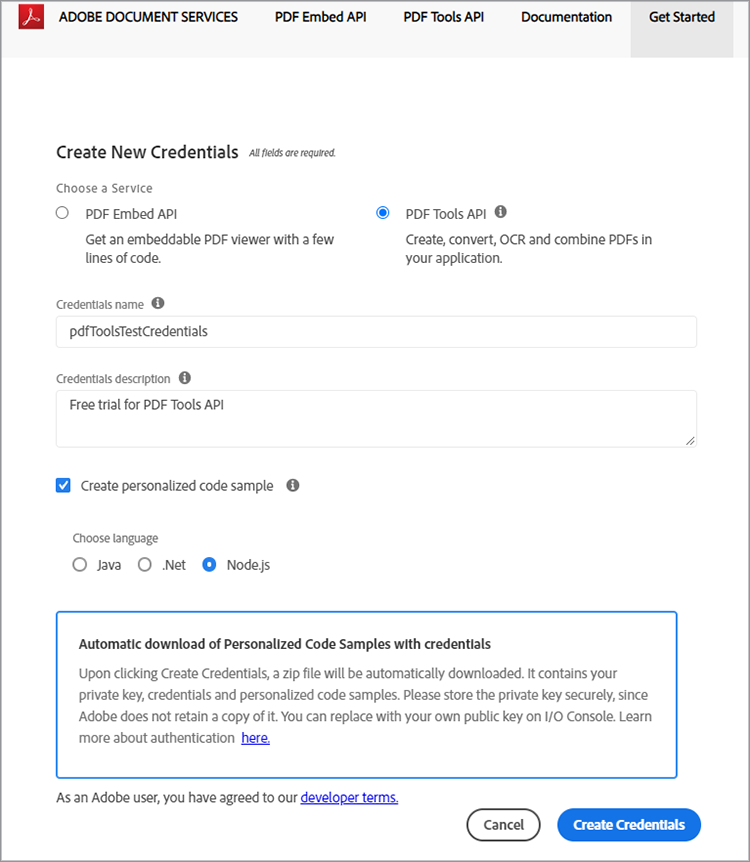 ADOBE DOCUMENT SERVICES PDF Embed API PDF Tools API Documentation Get Started
Create New Credentials All fields are required.
Choose a Service
PDF Embed API
Get an embeddable PDF viewer with a few
lines of code.
PDF Tools API
Create, convert, OCR and combine PDFs in
your application.
Credentials name
pdfToolsTestCredentials
Credentials description
Free trial for PDF Tools API
Create personalized code sample
Choose language
Java .Net Node.js
Automatic download of Personalized Code Samples with credentials
Upon clicking Create Credentials, a zip file will be automatically downloaded. It contains your
private key, credentials and personalized code samples. Please store the private key securely, since
Adobe does not retain a copy of it. You can replace with your own public key on I/O Console. Learn
more about authentication here.
As an Adobe user, you have agreed to our developer terms.
Cancel Create Credentials